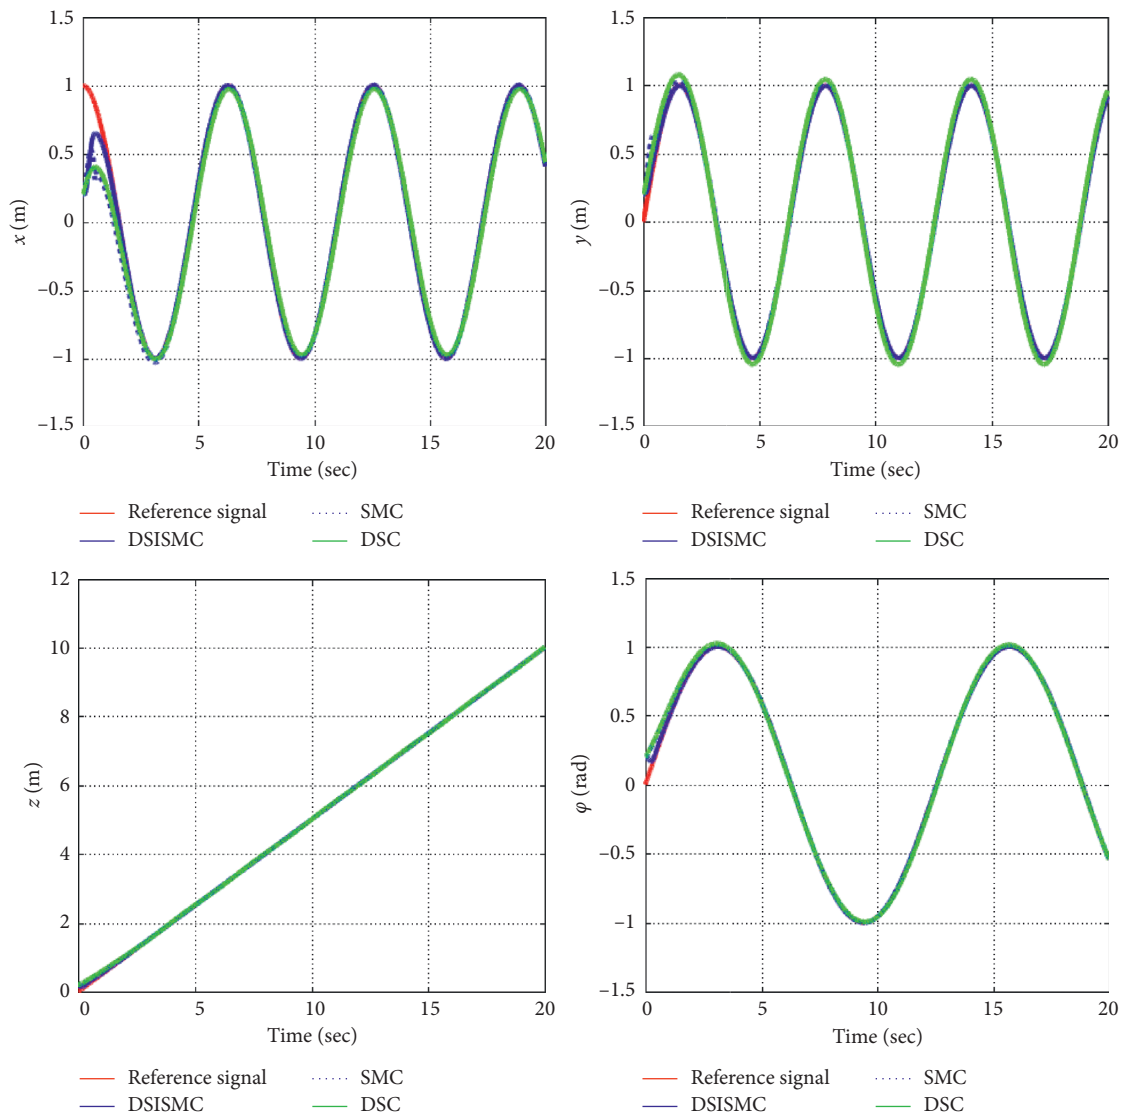 1.5
1
0.5
0
–0.5
–1
–1.5
x (m)
0 5 10 15 20
Time (sec)
Reference signal
DSISMC
SMC
DSC
1.5
1
0.5
0
–0.5
–1
–1.5
y (m)
0 5 10 15 20
Time (sec)
Reference signal
DSISMC
SMC
DSC
12
10
8
6
4
2
0
z (m)
0 5 10 15 20
Time (sec)
Reference signal
DSISMC
SMC
DSC
1.5
1
0.5
0
–0.5
–1
–1.5
φ (rad)
0 5 10 15 20
Time (sec)
Reference signal
DSISMC
SMC
DSC